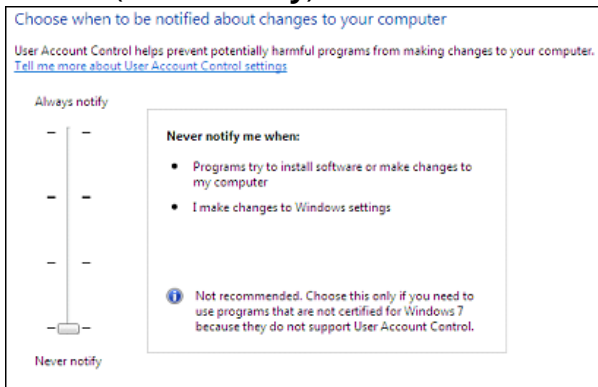 Choose when to be notified about changes to your computer
User Account Control helps prevent potentially harmful programs from making changes to your computer.
Tell me more about User Account Control settings
Always notify
Never notify me when:
• Programs try to install software or make changes to
my computer
• I make changes to Windows settings
Not recommended. Choose this only if you need to
use programs that are not certified for Windows 7
because they do not support User Account Control.
Never notify